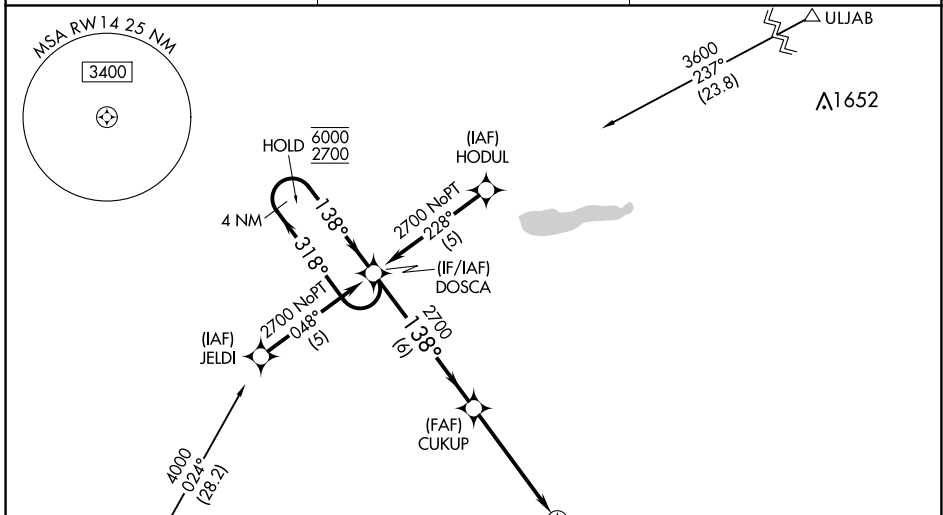 MSA RW14 25 NM
3400
ULJAB
3600
237°
(23.8)
1652
HOLD
6000
2700
(IAF)
HODUL
4 NM
138°
318°
2700 NoPT
228°
(5)
(IF/IAF)
DOSCA
2700 NoPT
048°
(5)
(IAF)
JELDI
2700
138°
(6)
(FAF)
CUKUP
4000
024°
(28.2)